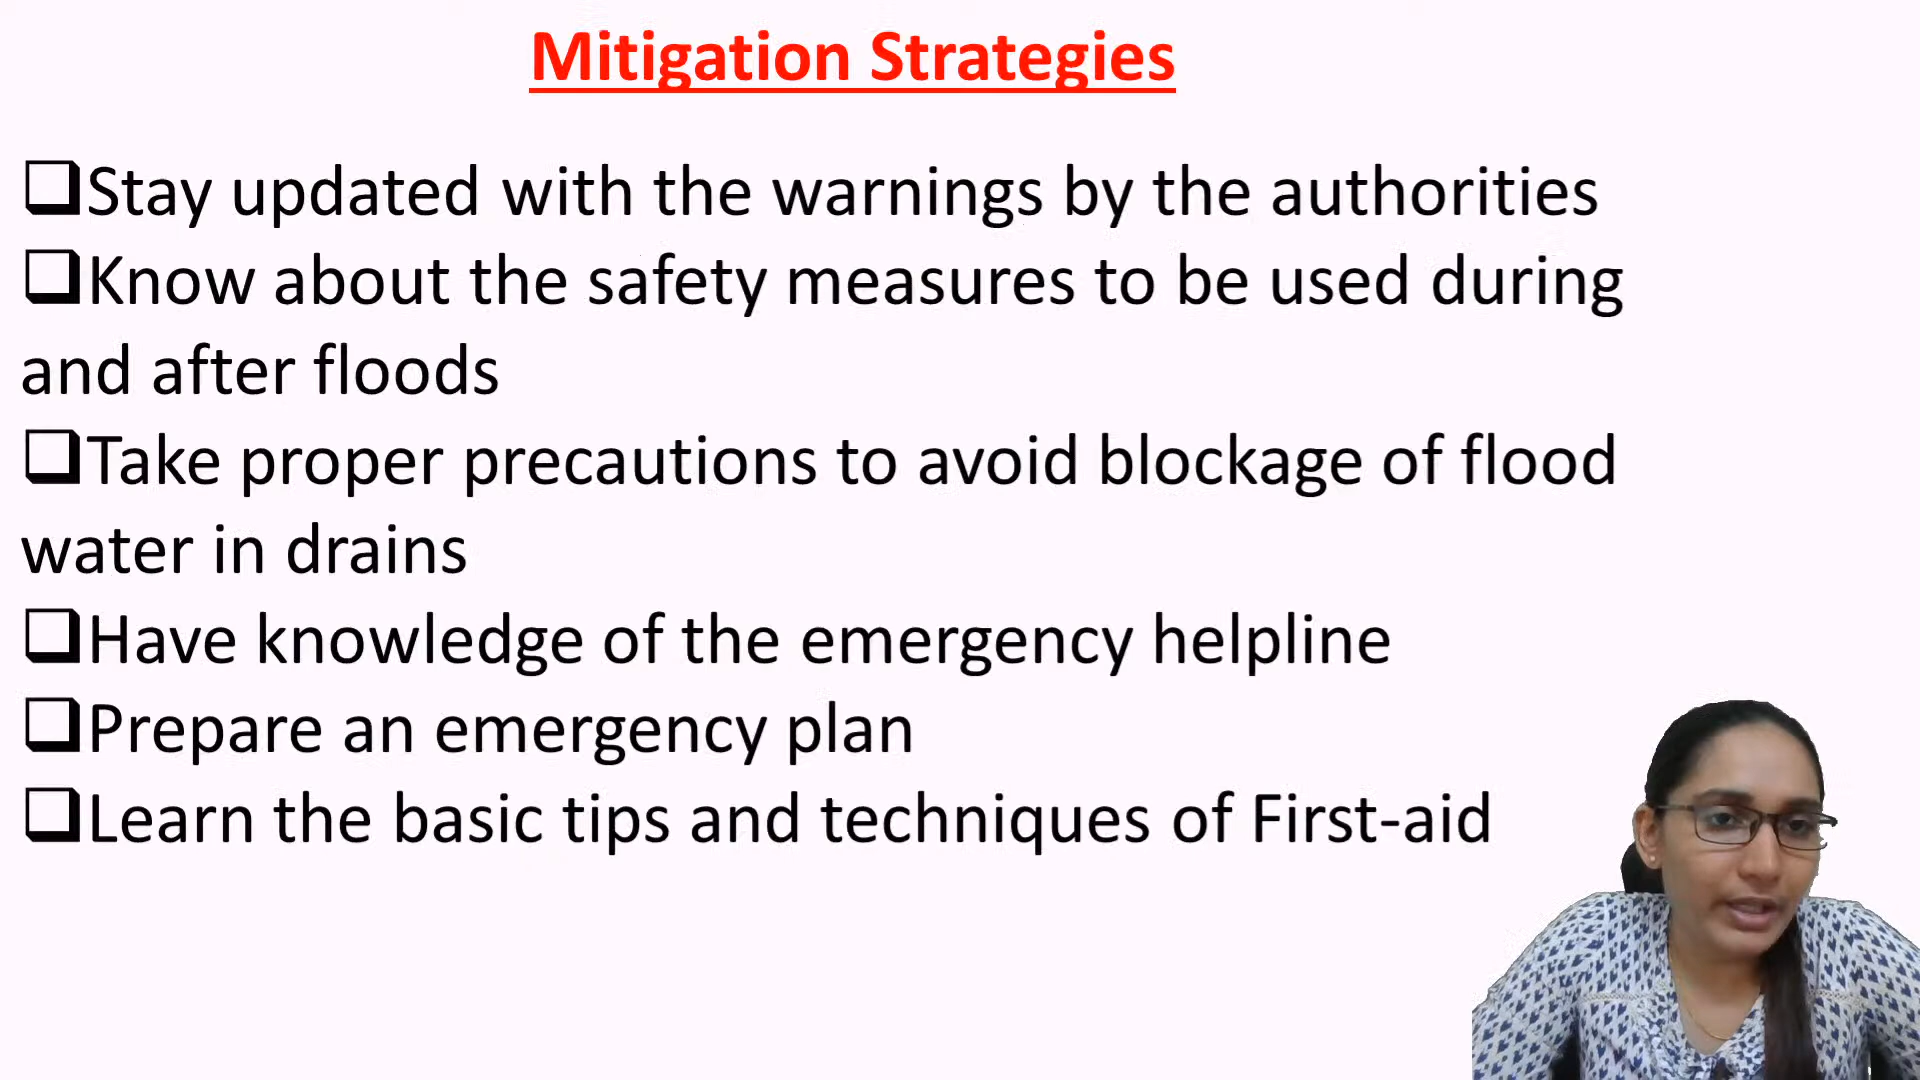 Mitigation Strategies
❑Stay updated with the warnings by the authorities
❑Know about the safety measures to be used during
and after floods
❑Take proper precautions to avoid blockage of flood
water in drains
❑Have knowledge of the emergency helpline
❑Prepare an emergency plan
❑Learn the basic tips and techniques of First-aid